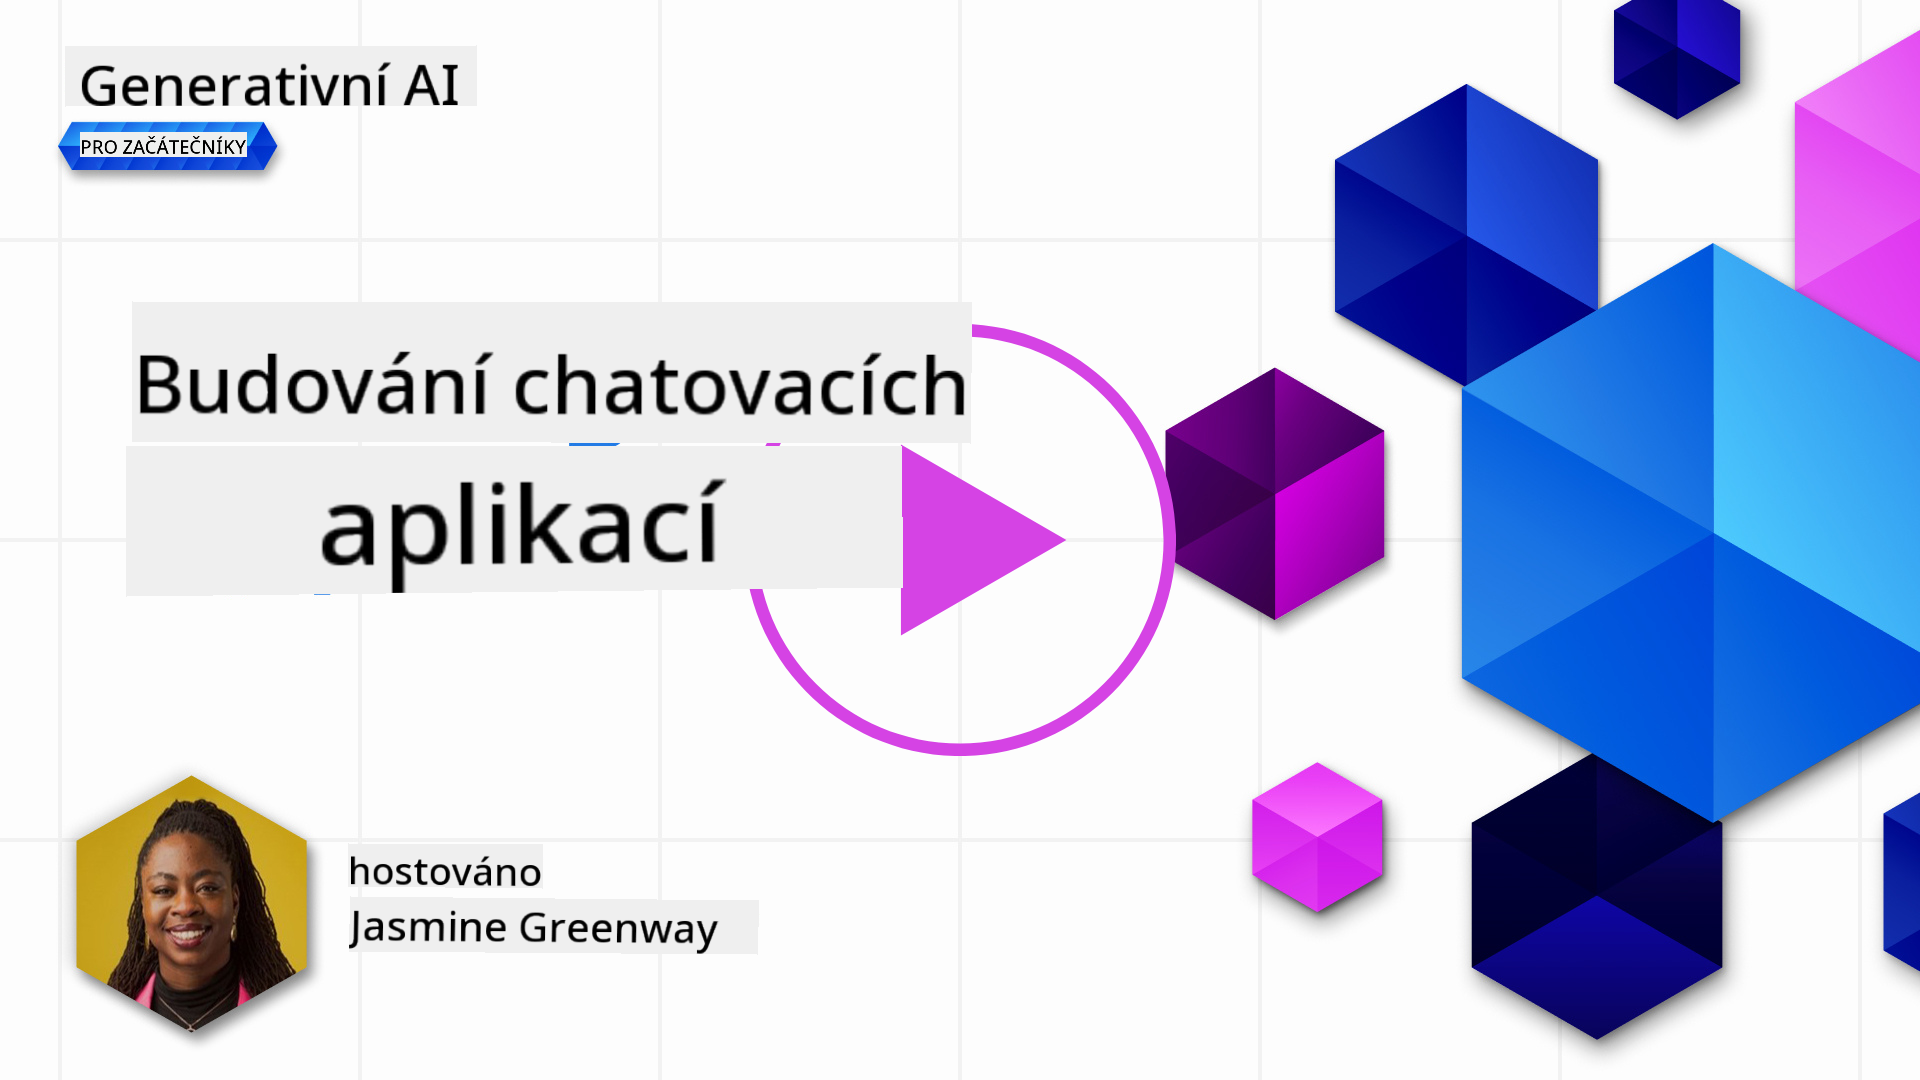 Generativní AI
PRO ZAČÁTEČNÍKY
Budování chatovacích
aplikací
hostováno
Jasmine Greenway